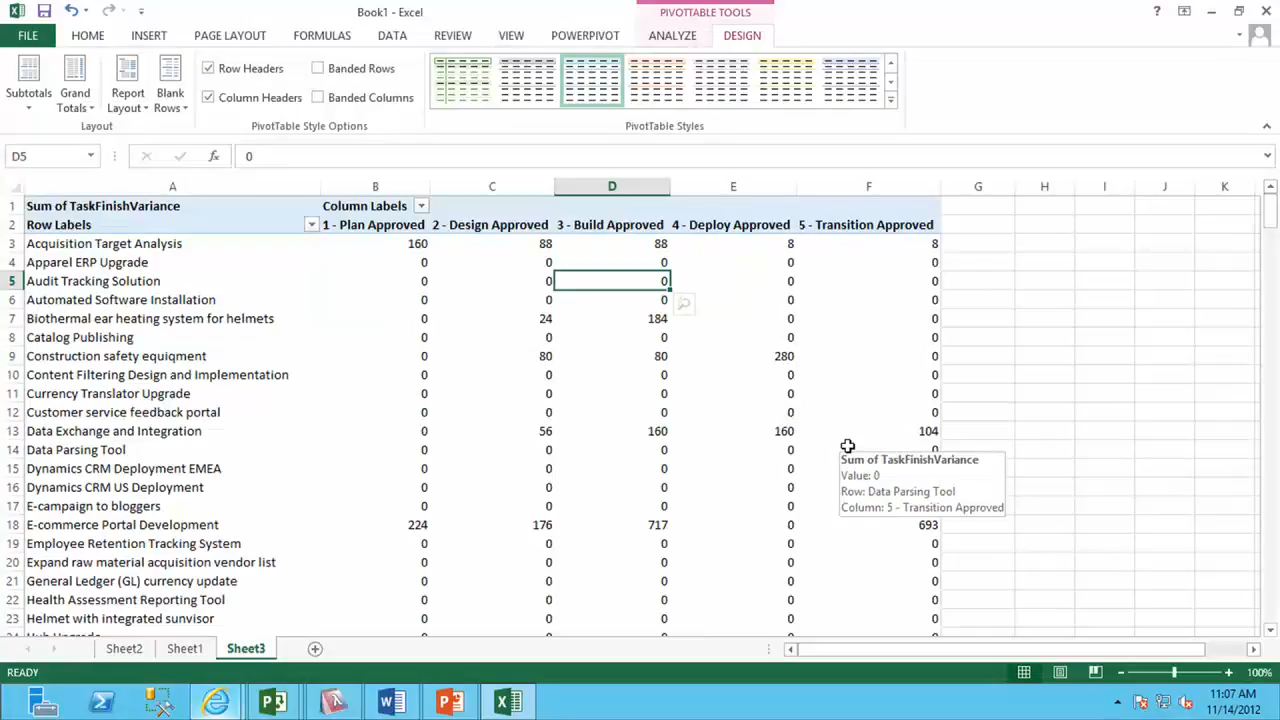 Book1 - Excel
PIVOTTABLE TOOLS
?
FILE HOME INSERT PAGE LAYOUT FORMULAS DATA REVIEW VIEW POWERPIVOT ANALYZE DESIGN
Subtotals
Grand Totals
Report Layout
Blank Rows
Layout
Row Headers Banded Rows
Column Headers Banded Columns
PivotTable Style Options
PivotTable Styles
D5 fx 0
A B C D E F G H I J K
1 Sum of TaskFinishVariance Column Labels
2 Row Labels 1 - Plan Approved 2 - Design Approved 3 - Build Approved 4 - Deploy Approved 5 - Transition Approved
3 Acquisition Target Analysis 160 88 88 8 8
4 Apparel ERP Upgrade 0 0 0 0 0
5 Audit Tracking Solution 0 0 0 0 0
6 Automated Software Installation 0 0 0 0 0
7 Biothermal ear heating system for helmets 0 24 184 0 0
8 Catalog Publishing 0 0 0 0 0
9 Construction safety equiqment 0 80 80 280 0
10 Content Filtering Design and Implementation 0 0 0 0 0
11 Currency Translator Upgrade 0 0 0 0 0
12 Customer service feedback portal 0 0 0 0 0
13 Data Exchange and Integration 0 56 160 160 104
14 Data Parsing Tool 0 0 0 0 0
15 Dynamics CRM Deployment EMEA 0 0 0 0
16 Dynamics CRM US Deployment 0 0 0 0
17 E-campaign to bloggers 0 0 0 0
18 E-commerce Portal Development 224 176 717 0 693
19 Employee Retention Tracking System 0 0 0 0 0
20 Expand raw material acquisition vendor list 0 0 0 0 0
21 General Ledger (GL) currency update 0 0 0 0 0
22 Health Assessment Reporting Tool 0 0 0 0 0
23 Helmet with integrated sunvisor 0 0 0 0 0
Sum of TaskFinishVariance
Value: 0
Row: Data Parsing Tool
Column: 5 - Transition Approved
Sheet2 Sheet1 Sheet3
READY 100%
11:07 AM
11/14/2012